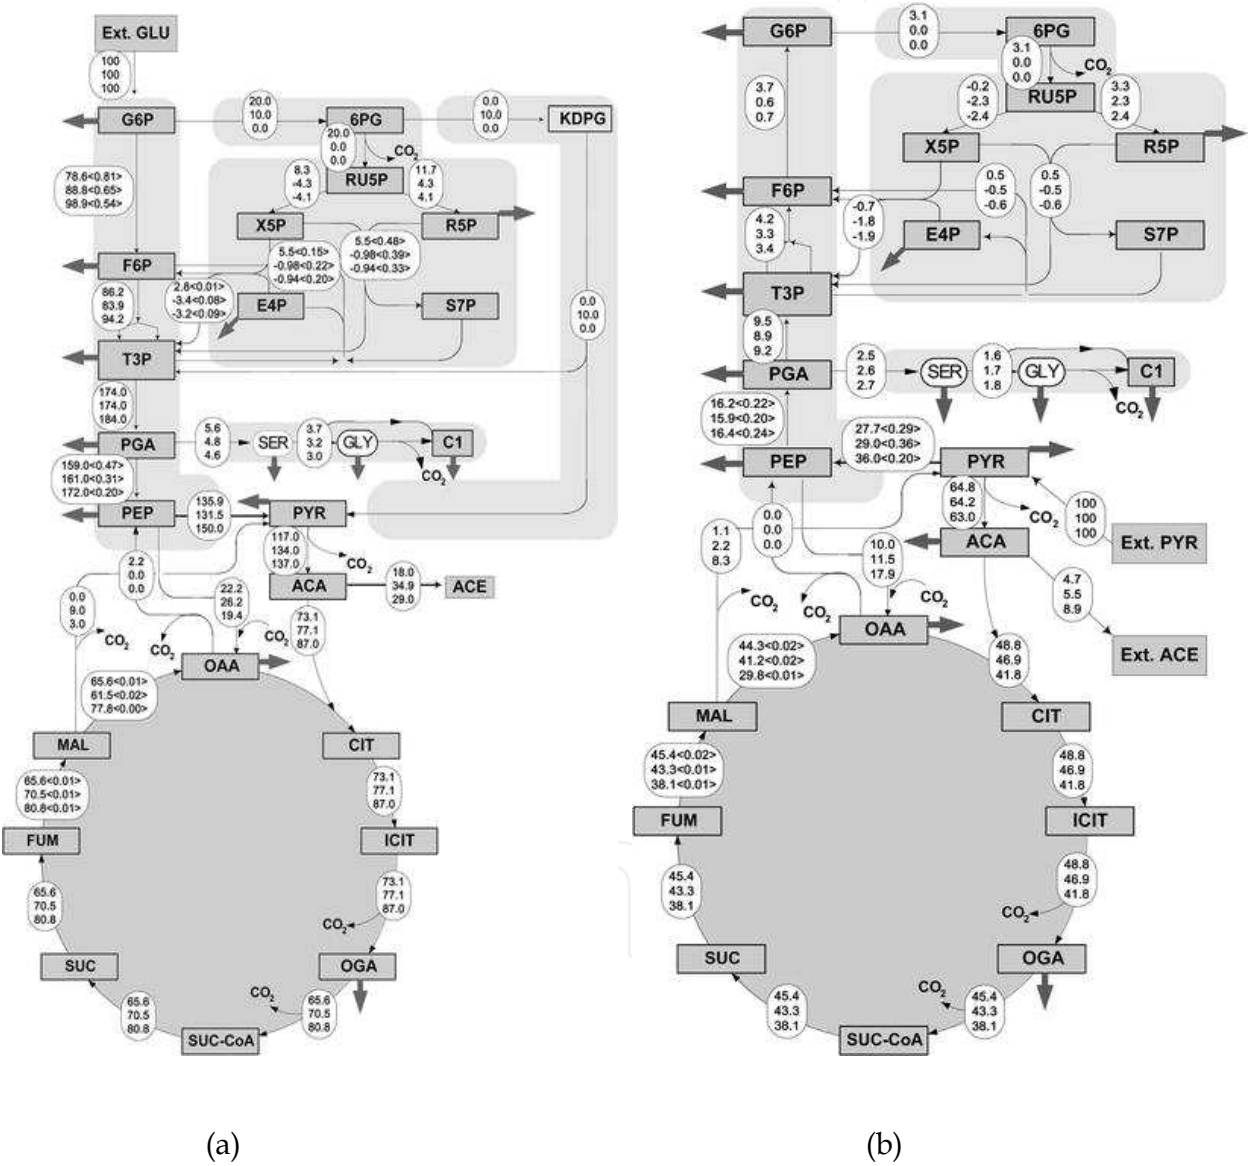 Ext. GLU
100
100
100
G6P
20.0
10.0
0.0
6PG
0.0
10.0
0.0
KDPG
20.0
0.0
0.0
CO2
RU5P
78.6<0.81>
88.8<0.65>
98.9<0.54>
8.3
-4.3
-4.1
11.7
4.3
4.1
X5P
R5P
5.5<0.15>
-0.98<0.22>
-0.94<0.20>
5.5<0.48>
-0.98<0.39>
-0.94<0.33>
F6P
86.2
83.9
94.2
2.8<0.01>
-3.4<0.08>
-3.2<0.09>
E4P
S7P
0.0
10.0
0.0
T3P
174.0
174.0
184.0
PGA
5.6
4.8
4.6
SER
3.7
3.2
3.0
GLY
C1
CO2
159.0<0.47>
161.0<0.31>
172.0<0.20>
PEP
135.9
131.5
150.0
PYR
117.0
134.0
137.0
CO2
ACA
18.0
34.9
29.0
ACE
2.2
0.0
0.0
22.2
26.2
19.4
0.0
9.0
3.0
CO2
CO2
CO2
73.1
77.1
87.0
OAA
65.6<0.01>
61.5<0.02>
77.8<0.00>
MAL
CIT
65.6<0.01>
70.5<0.01>
80.8<0.01>
73.1
77.1
87.0
FUM
ICIT
65.6
70.5
80.8
73.1
77.1
87.0
CO2
SUC
OGA
CO2
65.6
70.5
80.8
65.6
70.5
80.8
SUC-CoA
(a)
G6P
3.1
0.0
0.0
6PG
3.1
0.0
0.0
CO2
RU5P
3.7
0.6
0.7
-0.2
-2.3
-2.4
3.3
2.3
2.4
X5P
R5P
F6P
0.5
-0.5
-0.6
0.5
-0.5
-0.6
4.2
3.3
3.4
-0.7
-1.8
-1.9
E4P
S7P
T3P
9.5
8.9
9.2
PGA
2.5
2.6
2.7
SER
1.6
1.7
1.8
GLY
C1
CO2
16.2<0.22>
15.9<0.20>
16.4<0.24>
PEP
27.7<0.29>
29.0<0.36>
36.0<0.20>
PYR
64.8
64.2
63.0
CO2
100
100
100
Ext. PYR
ACA
1.1
2.2
8.3
0.0
0.0
0.0
10.0
11.5
17.9
4.7
5.5
8.9
Ext. ACE
CO2
CO2
CO2
OAA
44.3<0.02>
41.2<0.02>
29.8<0.01>
48.8
46.9
41.8
MAL
CIT
45.4<0.02>
43.3<0.01>
38.1<0.01>
48.8
46.9
41.8
FUM
ICIT
45.4
43.3
38.1
48.8
46.9
41.8
CO2
SUC
OGA
CO2
45.4
43.3
38.1
45.4
43.3
38.1
SUC-CoA
(b)